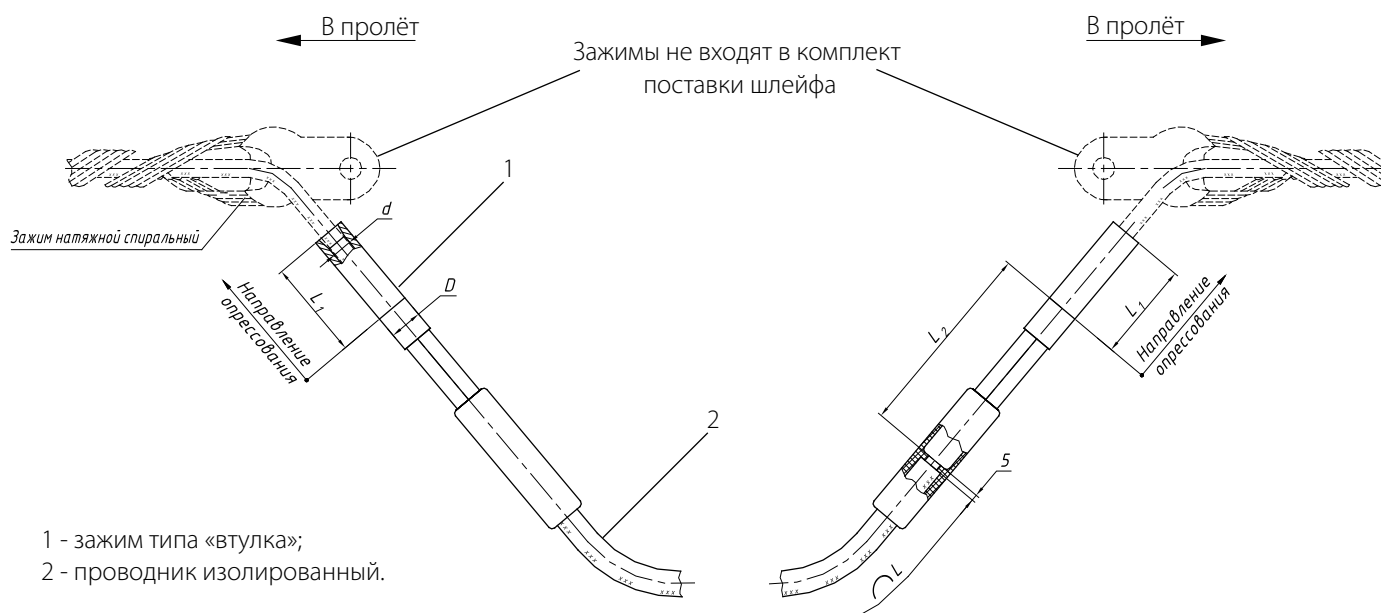 В пролёт
В пролёт
Зажимы не входят в комплект
поставки шлейфа
1
d
Зажим натяжной спиральный
D
L1
Направление
опрессования
L2
L1
Направление
опрессования
2
5
L
1 - зажим типа «втулка»;
2 - проводник изолированный.